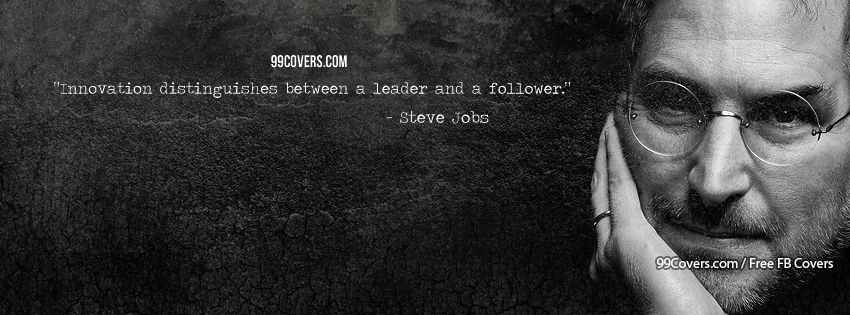 99COVERS.COM
"Innovation distinguishes between a leader and a follower."
- Steve Jobs
99Covers.com / Free FB Covers